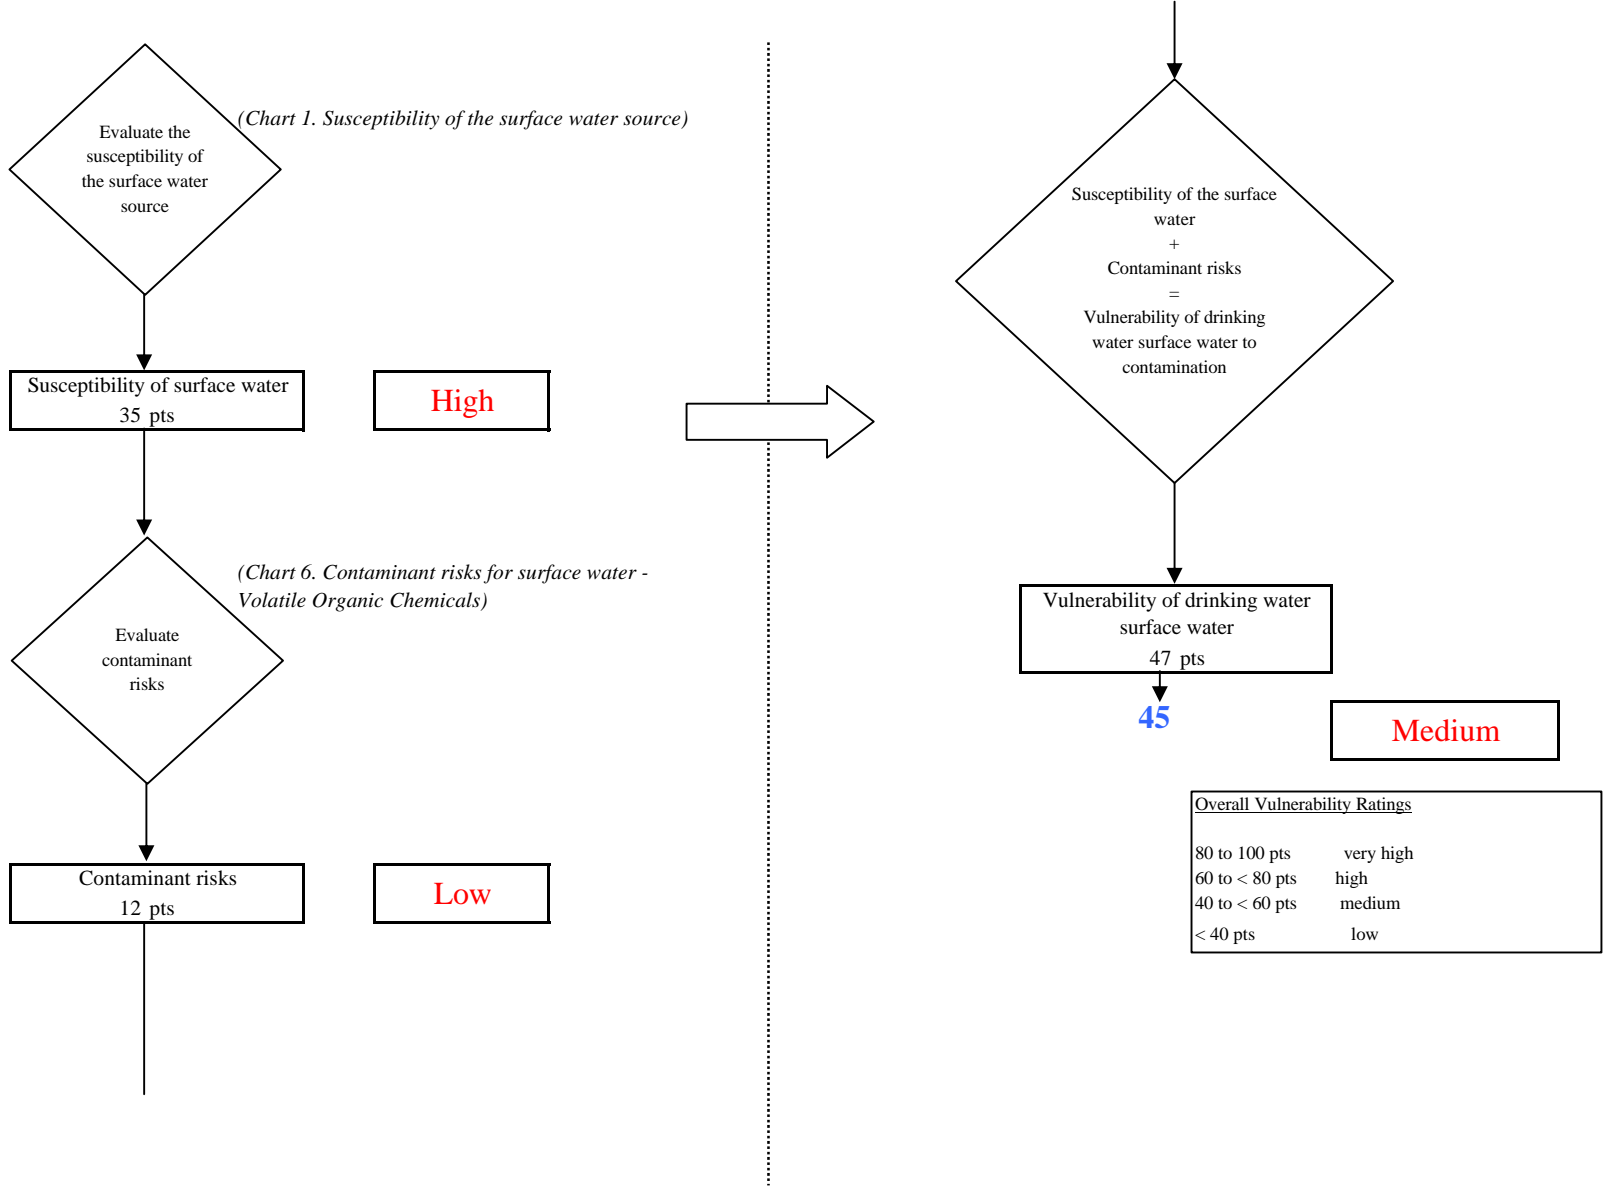 Evaluate the
susceptibility of
the surface water
source
(Chart 1. Susceptibility of the surface water source)
Susceptibility of surface water
35 pts
High
(Chart 6. Contaminant risks for surface water -
Volatile Organic Chemicals)
Evaluate
contaminant
risks
Contaminant risks
12 pts
Low
Susceptibility of the surface
water
+
Contaminant risks
=
Vulnerability of drinking
water surface water to
contamination
Vulnerability of drinking water
surface water
47 pts
45
Medium
Overall Vulnerability Ratings
80 to 100 pts very high
60 to < 80 pts high
40 to < 60 pts medium
< 40 pts low